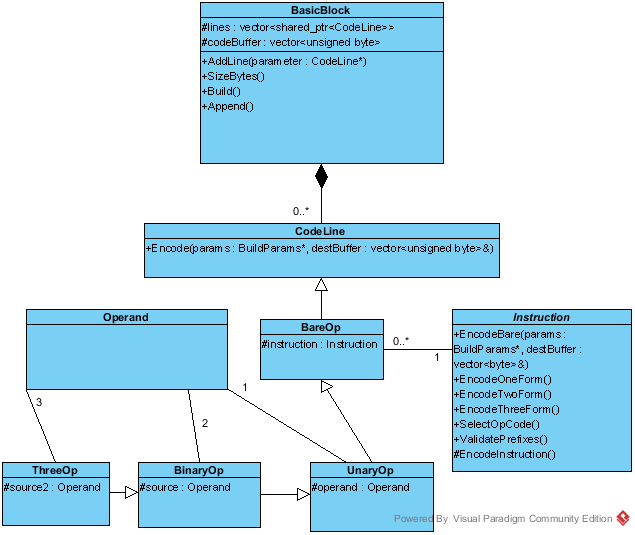 BasicBlock
#lines : vector<shared_ptr<CodeLine>>
#codeBuffer : vector<unsigned byte>
+AddLine(parameter : CodeLine*)
+SizeBytes()
+Build()
+Append()
0..*
CodeLine
+Encode(params : BuildParams*, destBuffer : vector<unsigned byte>&)
Operand
BareOp
#instruction : Instruction
0..*
1
Instruction
+EncodeBare(params :
BuildParams*, destBuffer :
vector<byte>&)
+EncodeOneForm()
+EncodeTwoForm()
+EncodeThreeForm()
+SelectOpCode()
+ValidatePrefixes()
#EncodeInstruction()
3
2
1
ThreeOp
#source2 : Operand
BinaryOp
#source : Operand
UnaryOp
#operand : Operand
Powered By Visual Paradigm Community Edition